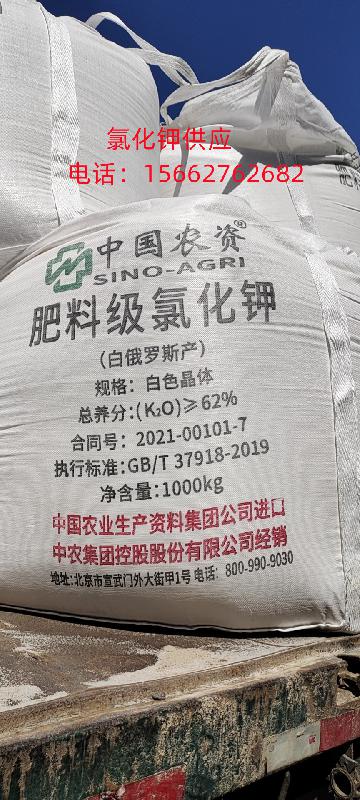 氯化钾供应
电话：15662762682
中国农资®
SINO-AGRI
肥料级氯化钾
（白俄罗斯产）
规格：白色晶体
总养分:(K₂O)≥62%
合同号：2021-00101-7
执行标准:GB/T 37918-2019
净含量:1000kg
中国农业生产资料集团公司进口
中农集团控股股份有限公司经销
地址:北京市宣武门外大街甲1号 电话：800-990-9030